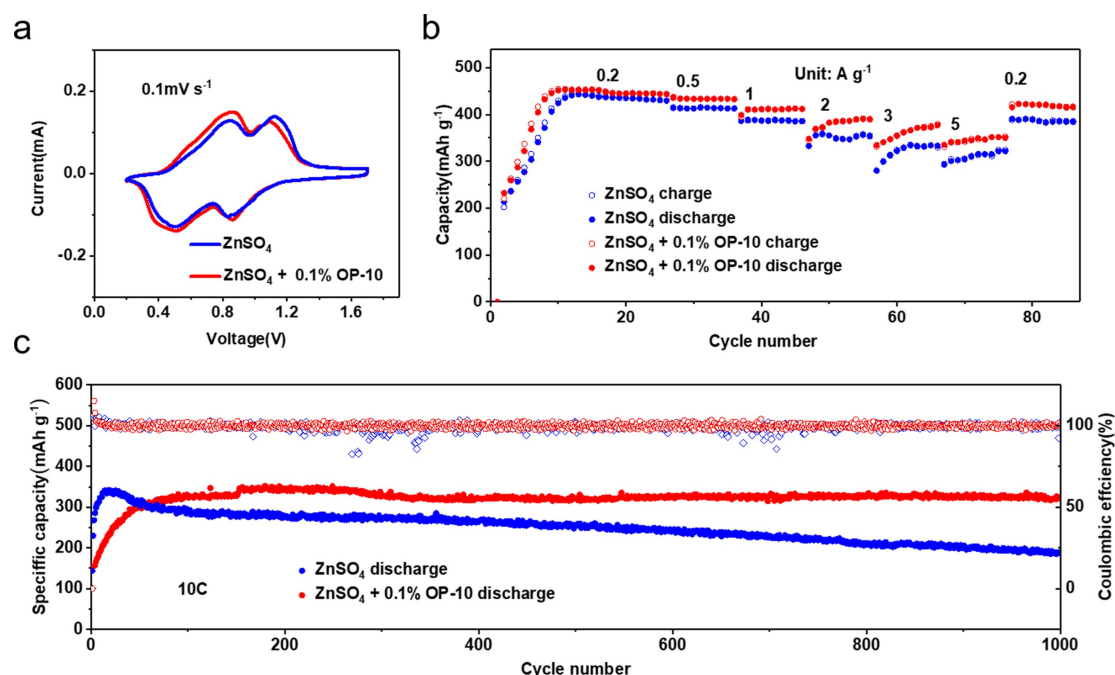 a
0.1mV s⁻¹
0.2
0.0
-0.2
Current(mA)
ZnSO₄
ZnSO₄ + 0.1% OP-10
0.0 0.4 0.8 1.2 1.6
Voltage(V)
b
Unit: A g⁻¹
0.2 0.5 1 2 3 5 0.2
500
400
300
200
100
0
Capacity(mAh g⁻¹)
ZnSO₄ charge
ZnSO₄ discharge
ZnSO₄ + 0.1% OP-10 charge
ZnSO₄ + 0.1% OP-10 discharge
0 20 40 60 80
Cycle number
c
600
500
400
300
200
100
0
Speciffic capacity(mAh g⁻¹)
10C
ZnSO₄ discharge
ZnSO₄ + 0.1% OP-10 discharge
100
50
0
Coulombic effciency(%)
0 200 400 600 800 1000
Cycle number